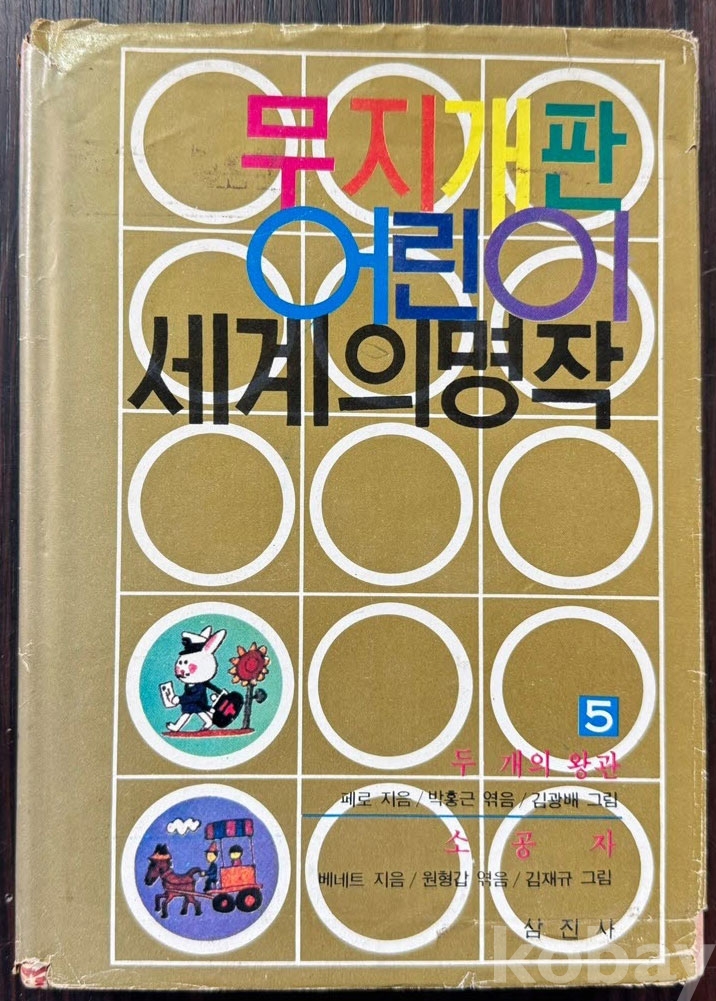 무지개판
어린이
세계의명작
5
두 개의 왕관
페로 지음/박홍근 엮음/김광배 그림
소 공 자
베네트 지음/원형갑 엮음/김재규 그림
삼진사
kobay